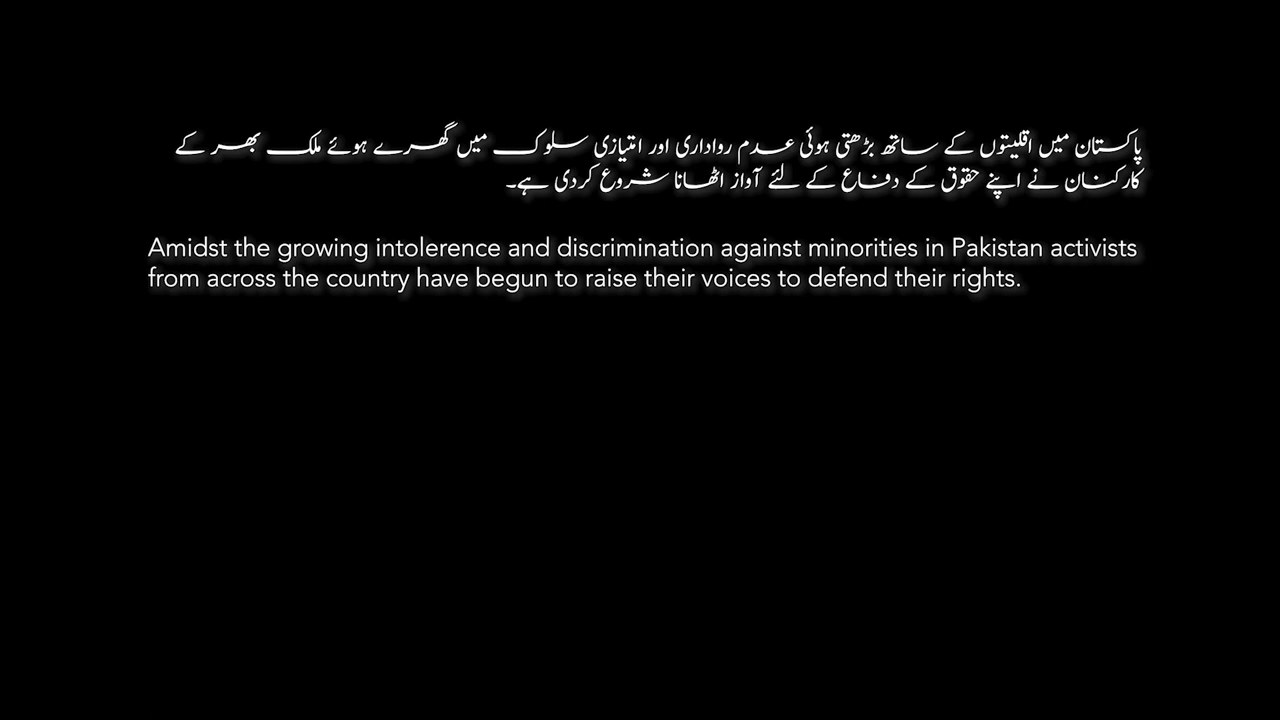 پاکستان میں اقلیتوں کے ساتھ بڑھتی ہوئی عدم رواداری اور امتیازی سلوک میں گھرے ہوئے ملک بھر کے
کارکنان نے اپنے حقوق کے دفاع کے لئے آواز اٹھانا شروع کردی ہے۔
Amidst the growing intolerence and discrimination against minorities in Pakistan activists
from across the country have begun to raise their voices to defend their rights.